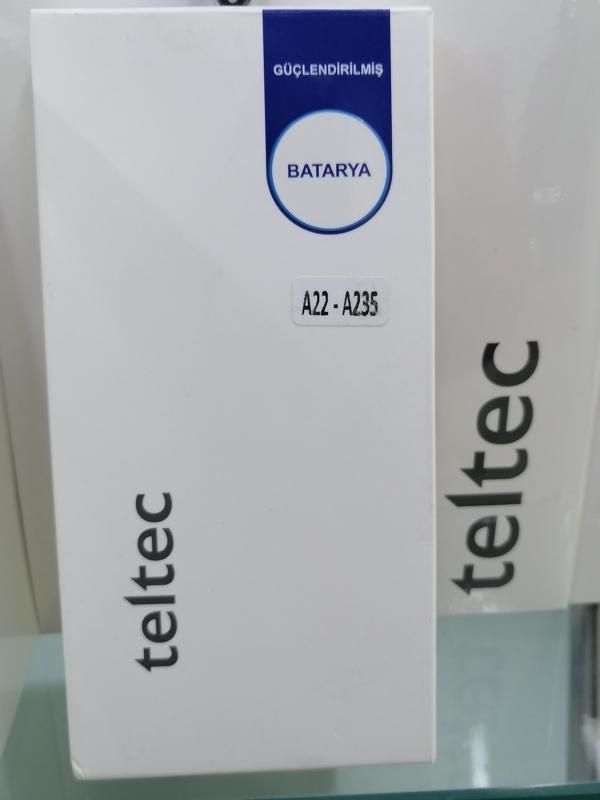 GÜÇLENDİRİLMİŞ
BATARYA
A22 - A235
teltec
teltec